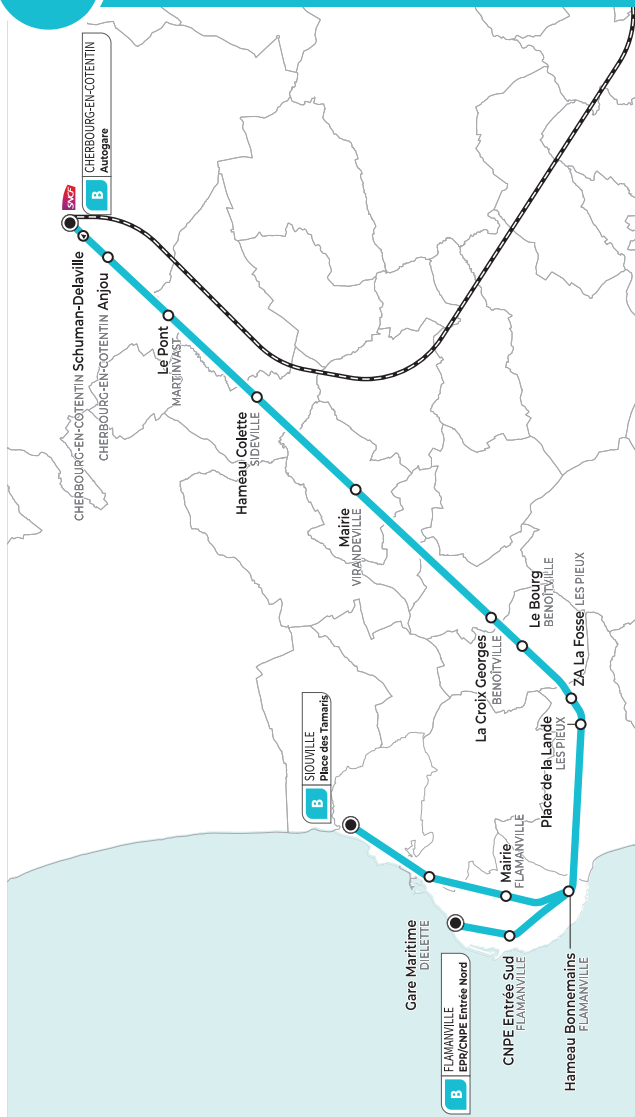 B
CHERBOURG-EN-COTENTIN
Autogare
SNCF
CHERBOURG-EN-COTENTIN Schuman-Delaville
CHERBOURG-EN-COTENTIN Anjou
Le Pont
MARTINVAST
Hameau Colette
SIDEVILLE
Mairie
VIRANDEVILLE
La Croix Georges
BENOÎTVILLE
Le Bourg
BENOÎTVILLE
ZA La Fosse LES PIEUX
Place de la Lande
LES PIEUX
B
SIOUVILLE
Place des Tamaris
Gare Maritime
DIELETTE
Mairie
FLAMANVILLE
B
FLAMANVILLE
EPR/CNPE Entrée Nord
CNPE Entrée Sud
FLAMANVILLE
Hameau Bonnemains
FLAMANVILLE